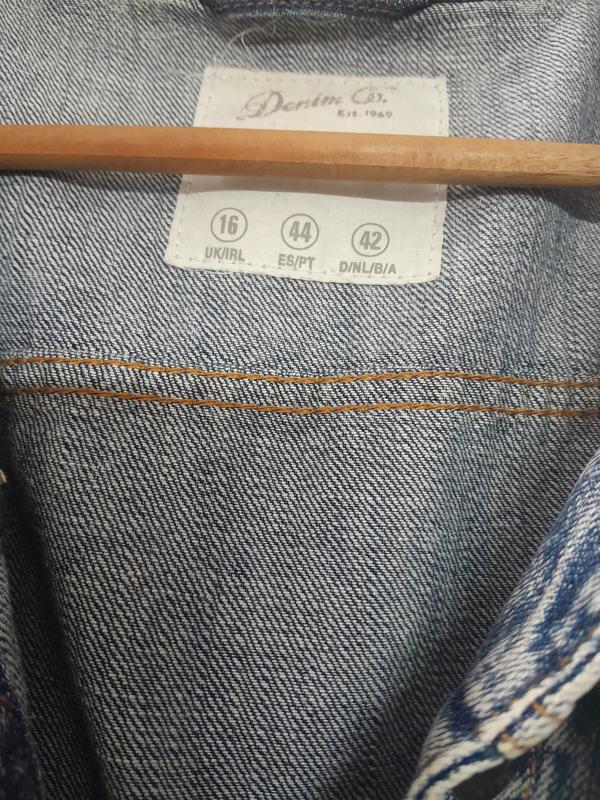 Denim Co.
Est. 1969
16 44 42
UK/IRL ES/PT D/NL/B/A